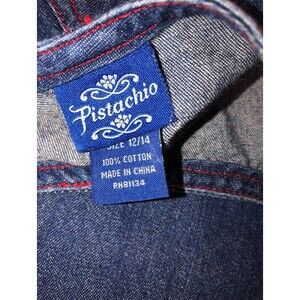 Pistachio
SIZE 12/14
100% COTTON
MADE IN CHINA
RN81134